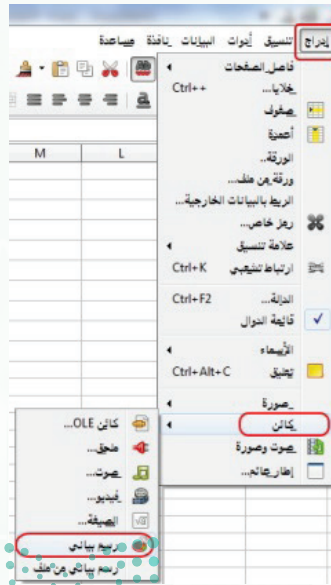 إدراج تنسيق أدوات البيانات نافذة مساعدة
فاصل الصفحات
خلايا... Ctrl++
صفوف
أعمدة
الورقة..
ورقة من ملف...
الربط بالبيانات الخارجية...
رمز خاص...
علامة تنسيق
ارتباط تشعبي Ctrl+K
الدالة... Ctrl+F2
قائمة الدوال
الأسماء
تعليق Ctrl+Alt+C
صورة
كائن
صوت وصورة
إطار عائم...
M L
كائن OLE...
ملحق...
صوت...
فيديو...
الصيغة...
رسم بياني
رسم بياني من ملف